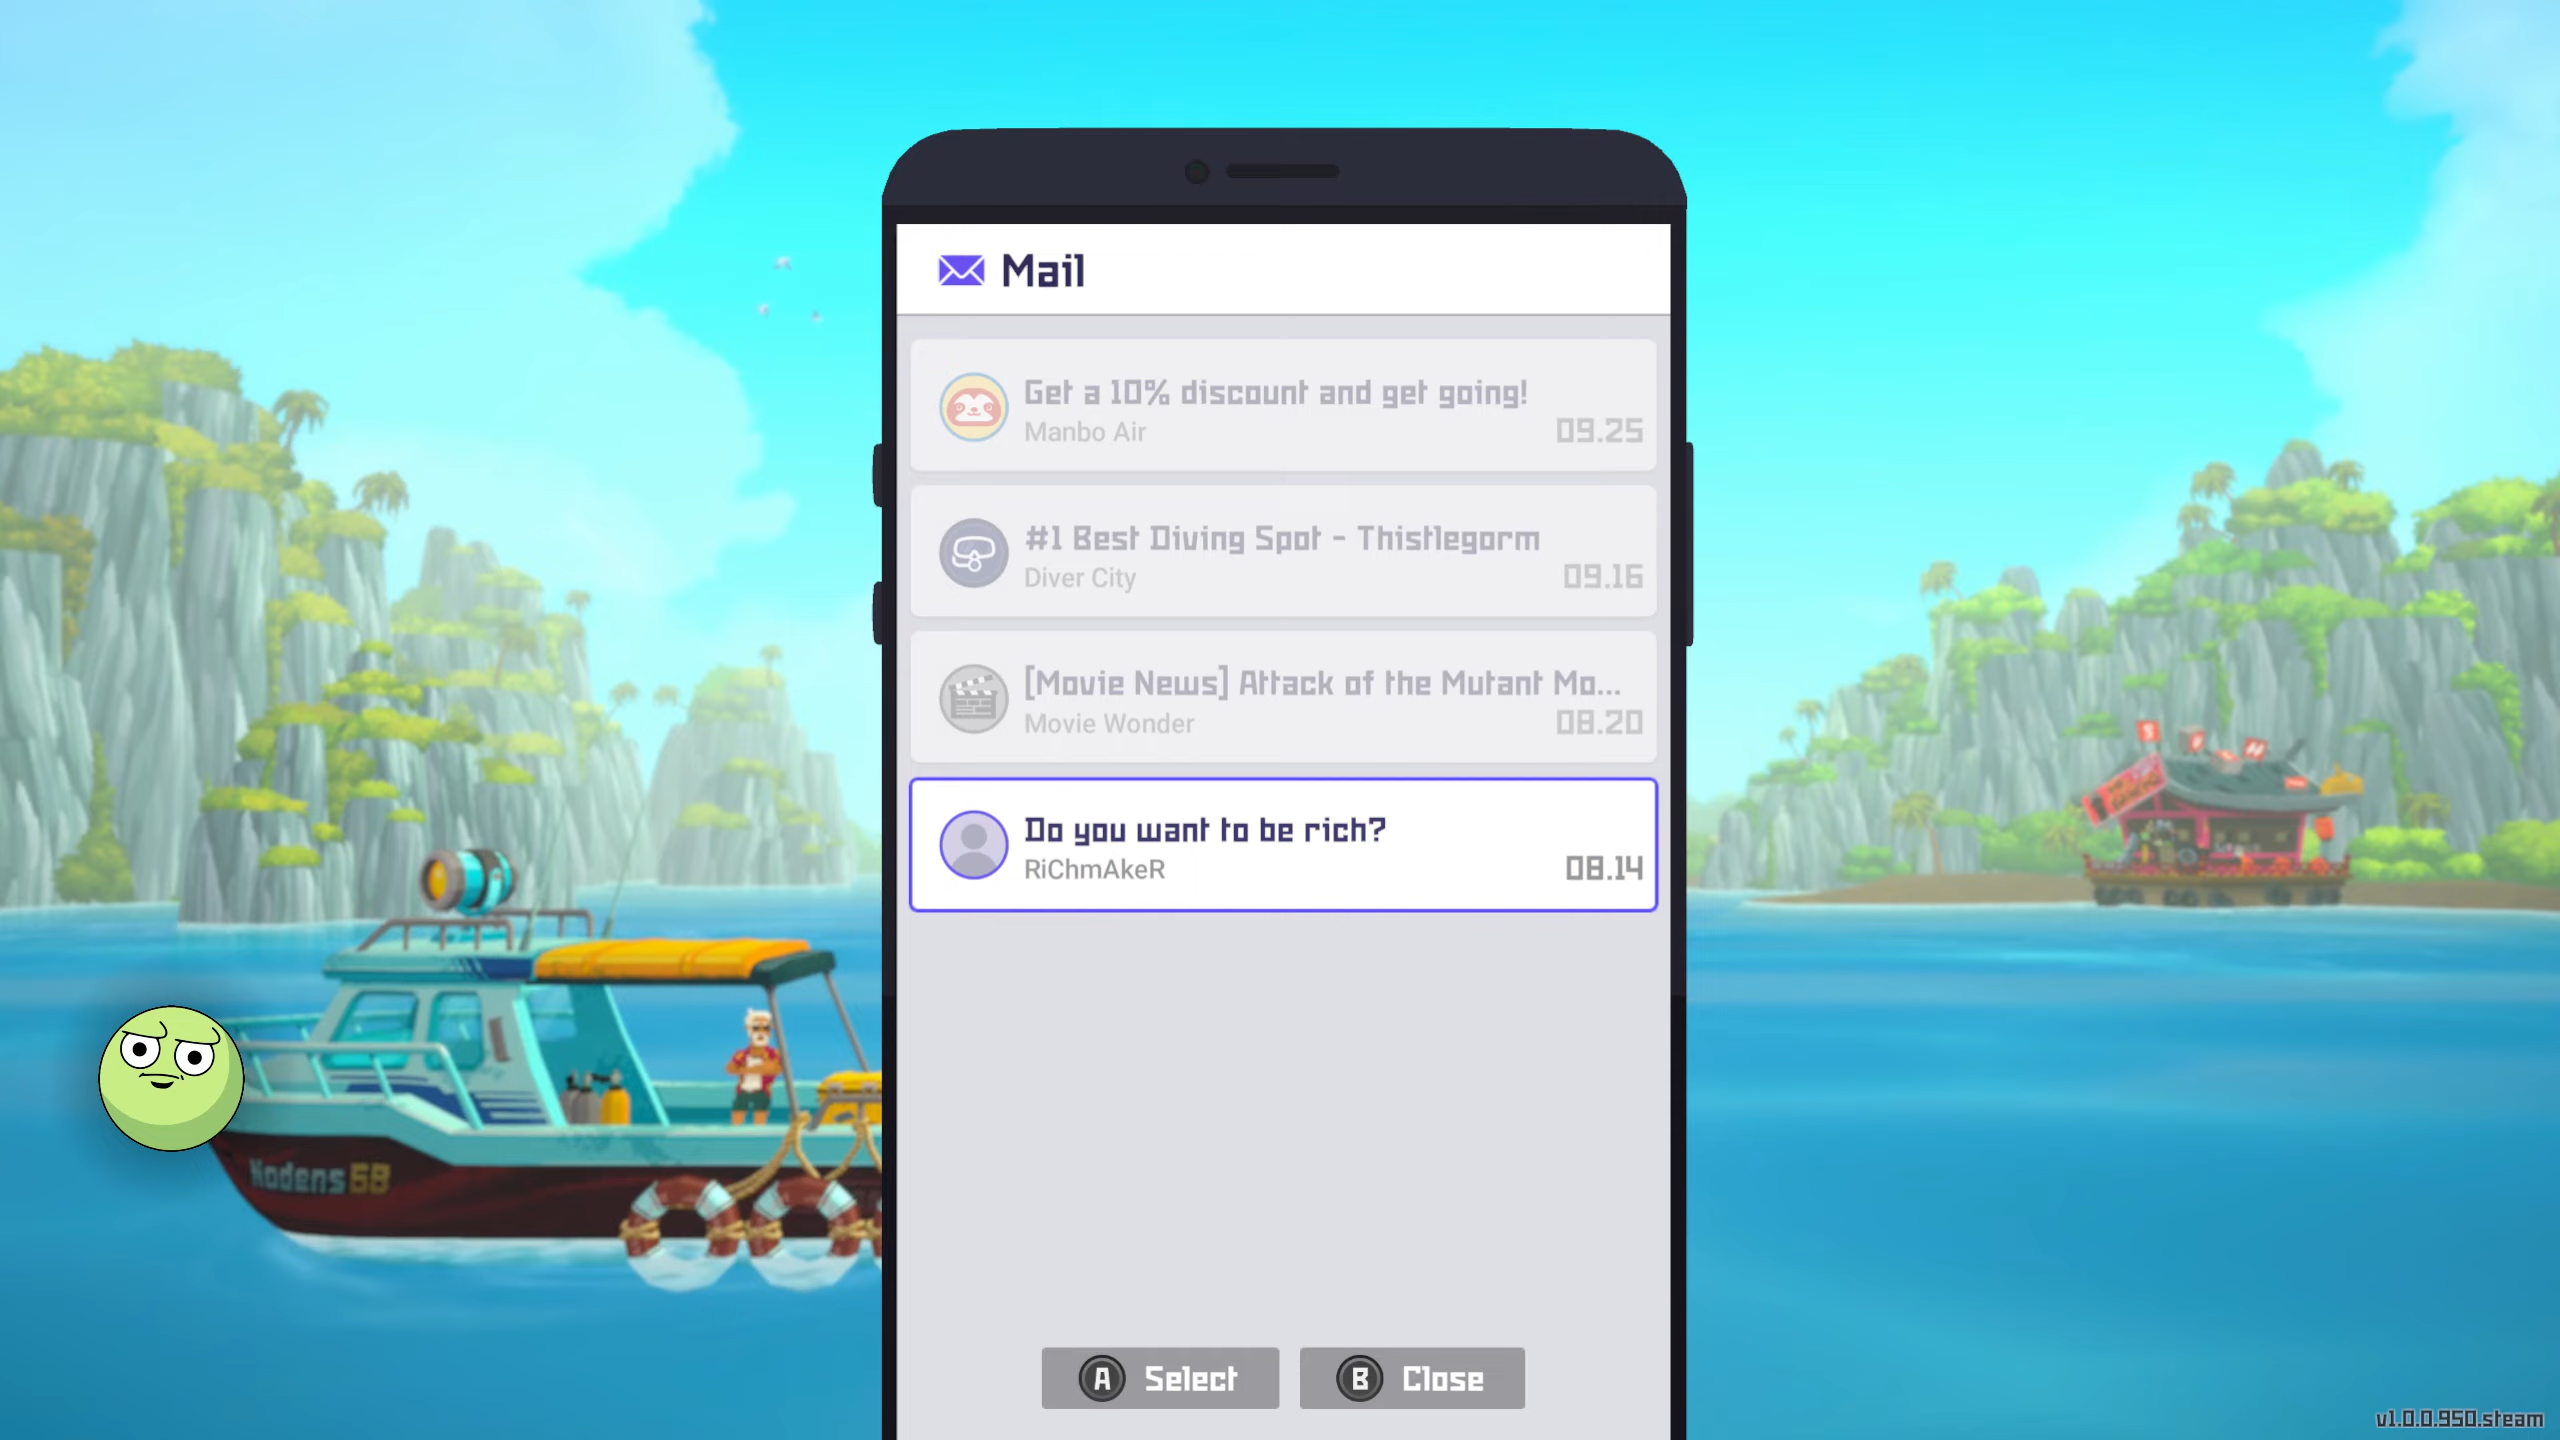 Mail
Get a 10% discount and get going!
Manbo Air
09.25
#1 Best Diving Spot - Thistlegorm
Diver City
09.16
[Movie News] Attack of the Mutant Mo...
Movie Wonder
08.20
Do you want to be rich?
RiChmAkeR
08.14
Nodens68
A Select
B Close
v1.0.0.950.steam